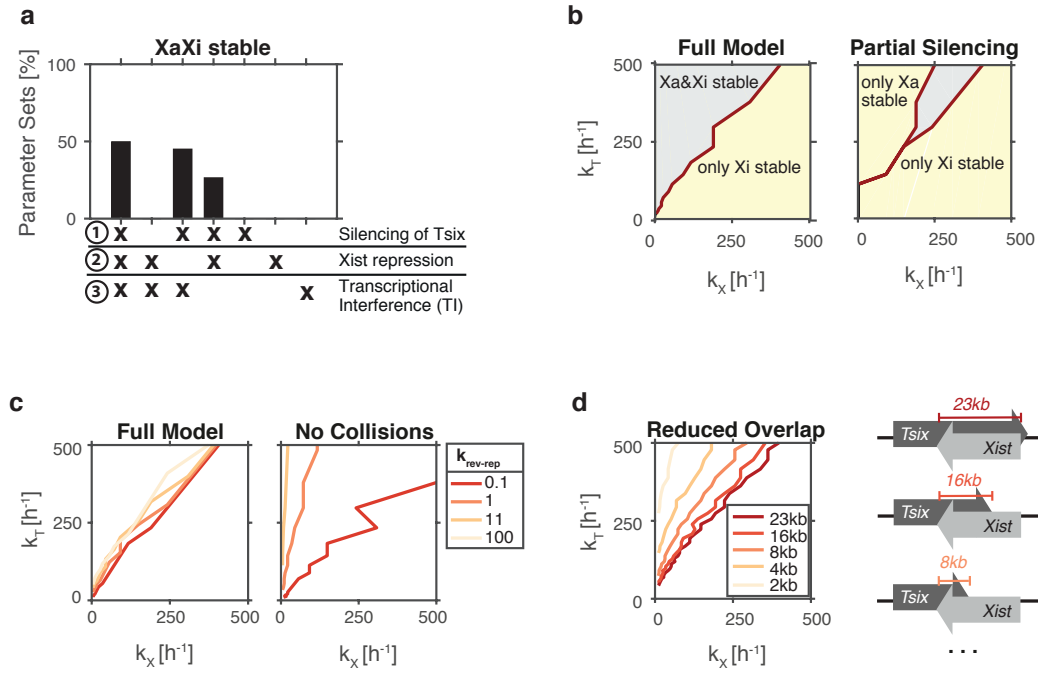 a
XaXi stable
Parameter Sets [%]
100
50
0
1 X X X X Silencing of Tsix
2 X X X X Xist repression
3 X X X X Transcriptional
Interference (TI)
b
Full Model
Partial Silencing
k_T [h⁻¹]
500
250
0
Xa&Xi stable
only Xi stable
0 250 500
k_X [h⁻¹]
500
250
0
only Xa
stable
only Xi stable
0 250 500
k_X [h⁻¹]
c
Full Model
No Collisions
k_T [h⁻¹]
500
250
0
0 250 500
k_X [h⁻¹]
0 250 500
k_X [h⁻¹]
k_rev-rep
0.1
1
11
100
d
Reduced Overlap
k_T [h⁻¹]
500
250
0
23kb
16kb
8kb
4kb
2kb
0 250 500
k_X [h⁻¹]
23kb
Tsix
Xist
16kb
Tsix
Xist
8kb
Tsix
Xist
...